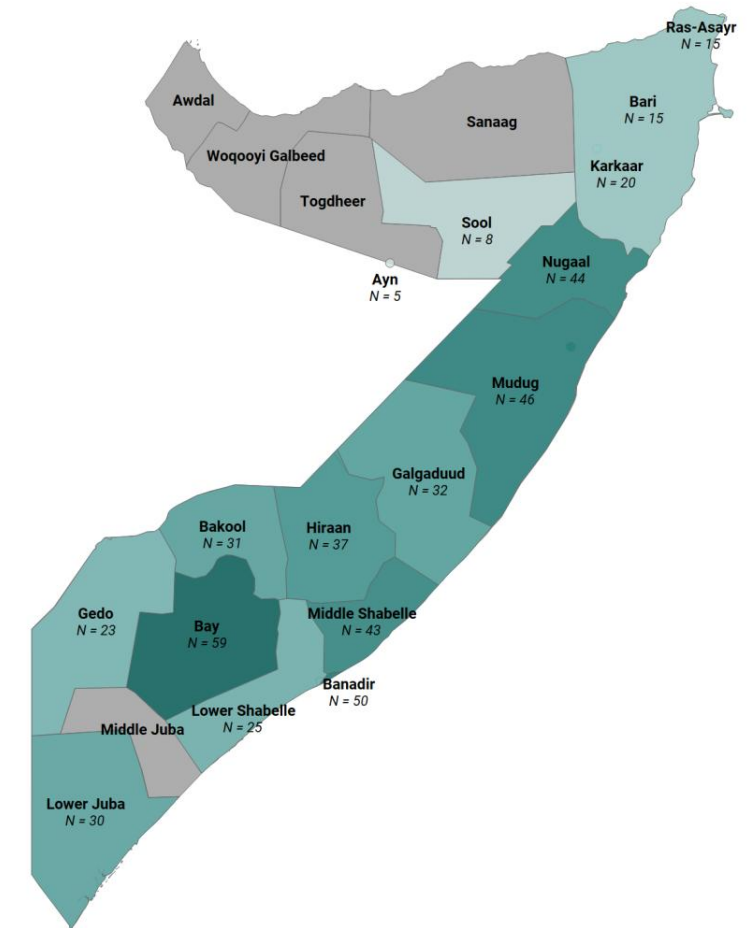 Ras-Asayr
N = 15
Awdal
Bari
N = 15
Sanaag
Woqooyi Galbeed
Karkaar
N = 20
Togdheer
Sool
N = 8
Nugaal
N = 44
Ayn
N = 5
Mudug
N = 46
Galgaduud
N = 32
Bakool
N = 31
Hiraan
N = 37
Gedo
N = 23
Bay
N = 59
Middle Shabelle
N = 43
Banadir
N = 50
Lower Shabelle
N = 25
Middle Juba
Lower Juba
N = 30